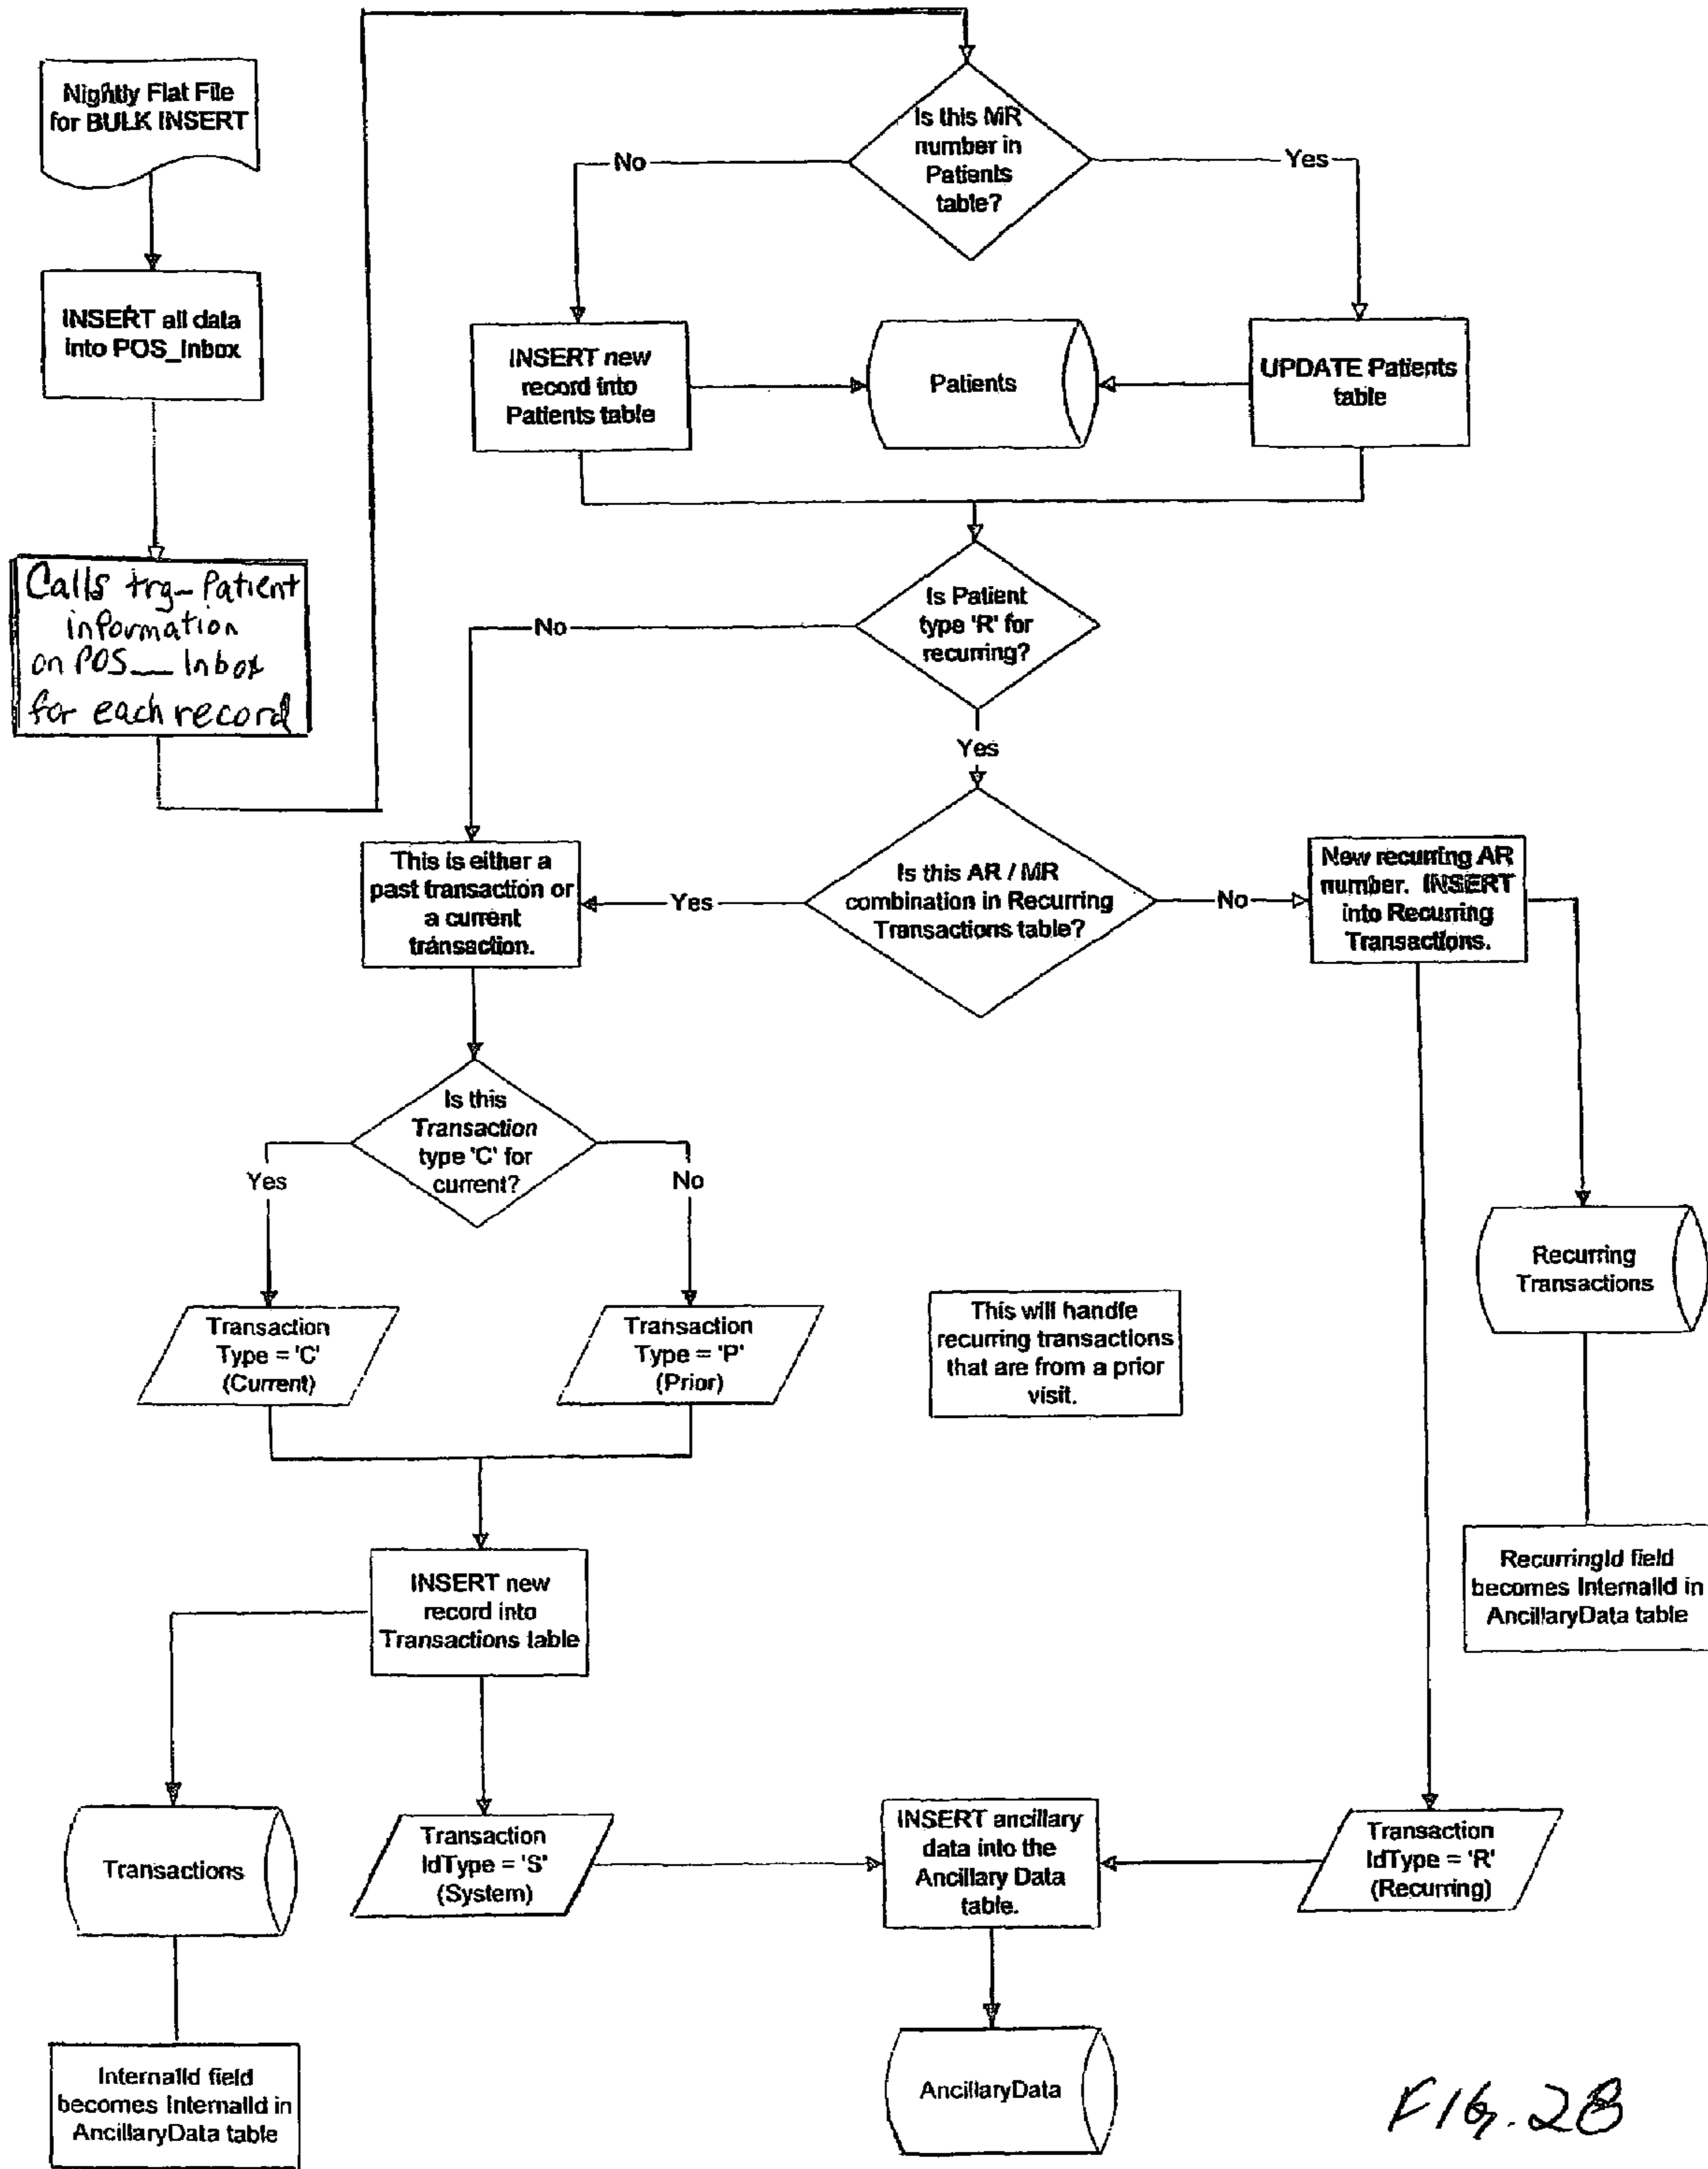 Nightly Flat File
for BULK INSERT
INSERT all data
into POS_Inbox
Calls trg-Patient
information
on POS__Inbox
for each record
Is this MR
number in
Patients
table?
No
Yes
INSERT new
record into
Patients table
Patients
UPDATE Patients
table
Is Patient
type 'R' for
recurring?
No
Yes
This is either a
past transaction or
a current
transaction.
Yes
Is this AR / MR
combination in Recurring
Transactions table?
No
New recurring AR
number. INSERT
into Recurring
Transactions.
Is this
Transaction
type 'C' for
current?
Yes
No
Transaction
Type = 'C'
(Current)
Transaction
Type = 'P'
(Prior)
This will handle
recurring transactions
that are from a prior
visit.
Recurring
Transactions
RecurringId field
becomes InternalId in
AncillaryData table
INSERT new
record into
Transactions table
Transactions
Transaction
IdType = 'S'
(System)
INSERT ancillary
data into the
Ancillary Data
table.
Transaction
IdType = 'R'
(Recurring)
InternalId field
becomes InternalId in
AncillaryData table
AncillaryData
FIG. 2B